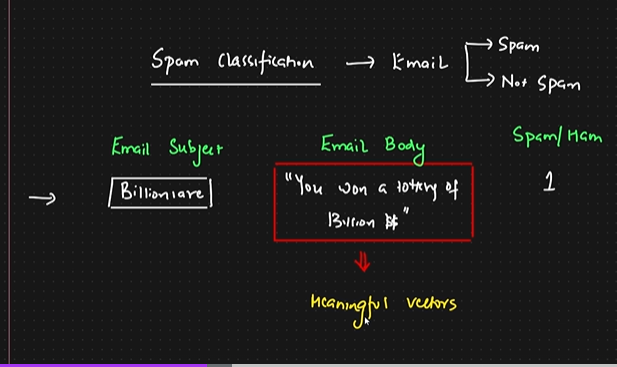 Spam Classification → Email → Spam
→ Not Spam
Email Subject Email Body Spam/Ham
→ Billionare "You won a lottery of 1
Billion $"
Meaningful vectors